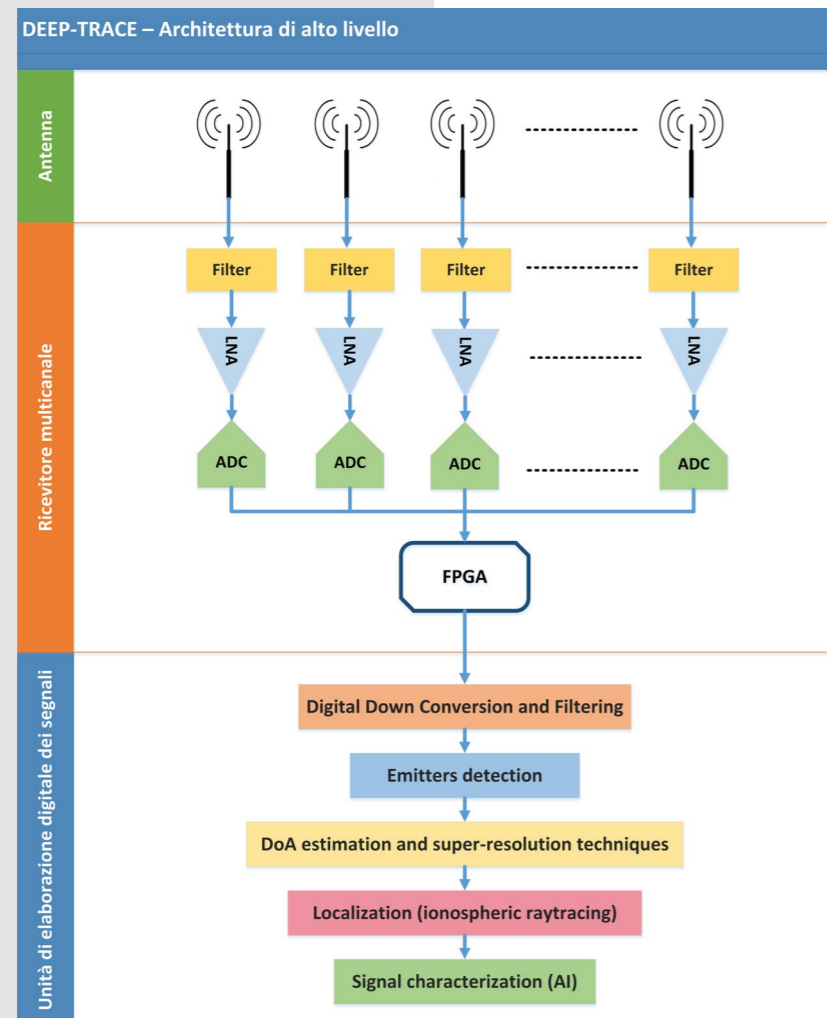 DEEP-TRACE – Architettura di alto livello
Antenna
Ricevitore multicanale
Filter Filter Filter Filter
LNA LNA LNA LNA
ADC ADC ADC ADC
FPGA
Unità di elaborazione digitale dei segnali
Digital Down Conversion and Filtering
Emitters detection
DoA estimation and super-resolution techniques
Localization (ionospheric raytracing)
Signal characterization (AI)